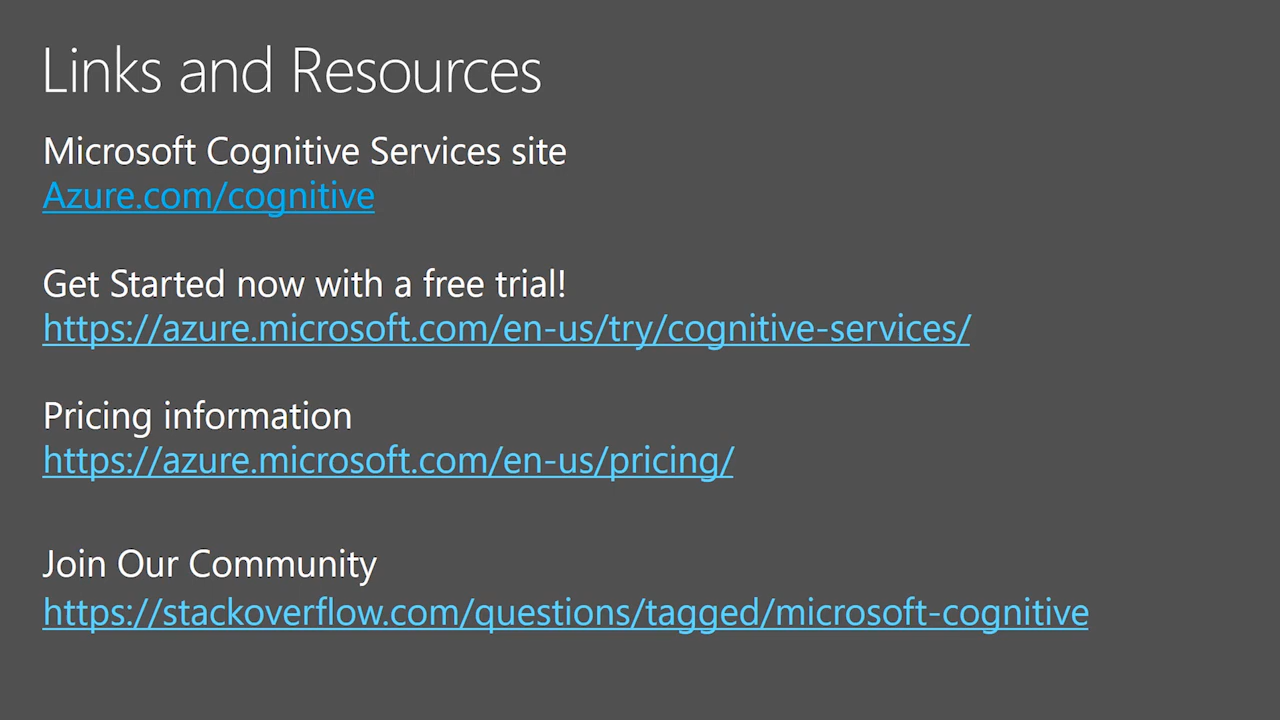 Links and Resources
Microsoft Cognitive Services site
Azure.com/cognitive
Get Started now with a free trial!
https://azure.microsoft.com/en-us/try/cognitive-services/
Pricing information
https://azure.microsoft.com/en-us/pricing/
Join Our Community
https://stackoverflow.com/questions/tagged/microsoft-cognitive